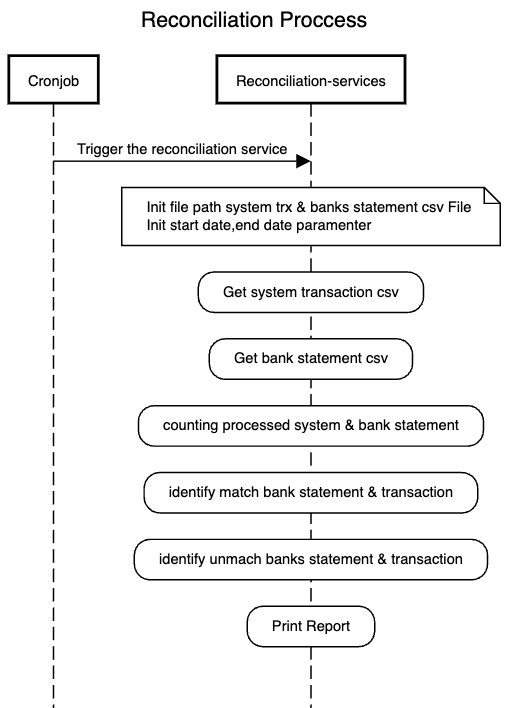 Reconciliation Proccess
Cronjob
Reconciliation-services
Trigger the reconciliation service
Init file path system trx & banks statement csv File
Init start date,end date paramenter
Get system transaction csv
Get bank statement csv
counting processed system & bank statement
identify match bank statement & transaction
identify unmach banks statement & transaction
Print Report